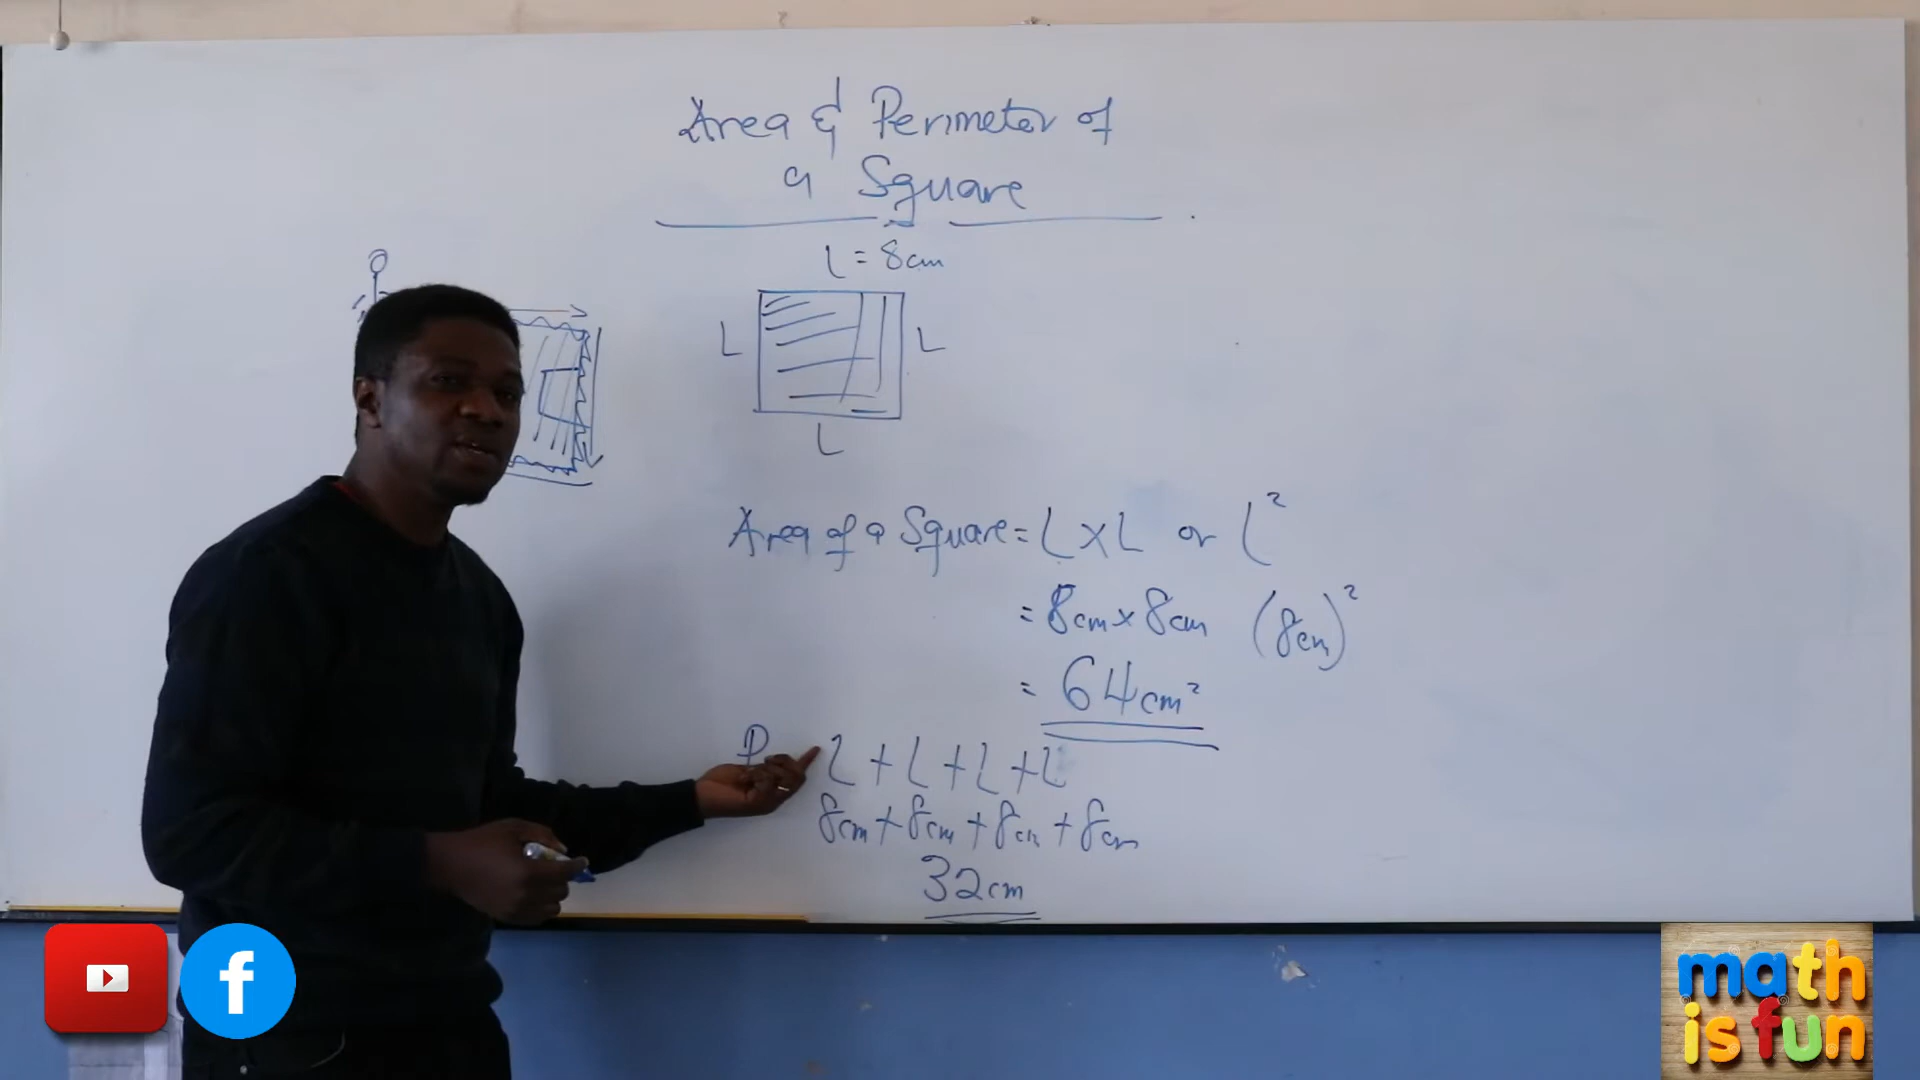 Area & Perimeter of
a Square
L = 8cm
L L
L
Area of a Square = L x L or L²
= 8cm x 8cm (8cm)²
= 64cm²
P L + L + L + L
8cm + 8cm + 8cm + 8cm
32cm
f
math
is fun